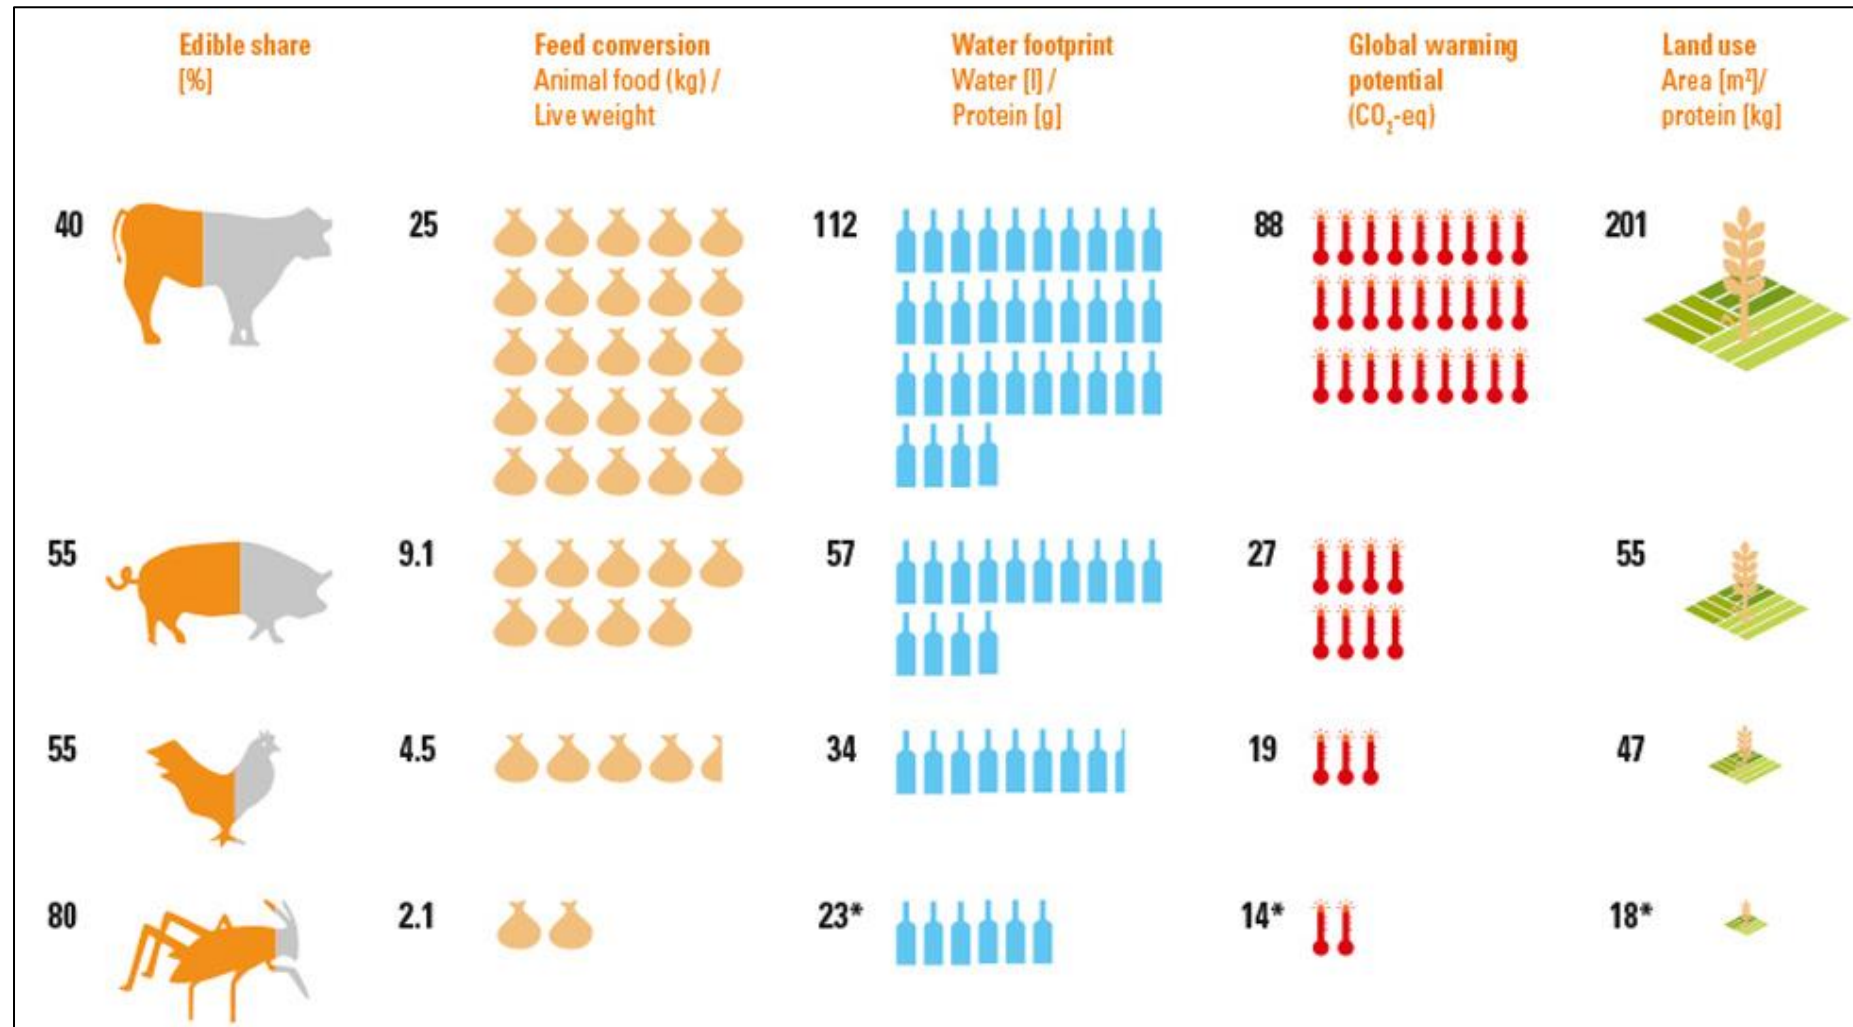 Edible share
[%]
Feed conversion
Animal food (kg) /
Live weight
Water footprint
Water [l] /
Protein [g]
Global warming
potential
(CO₂-eq)
Land use
Area [m²]/
protein [kg]
40 25 112 88 201
55 9.1 57 27 55
55 4.5 34 19 47
80 2.1 23* 14* 18*